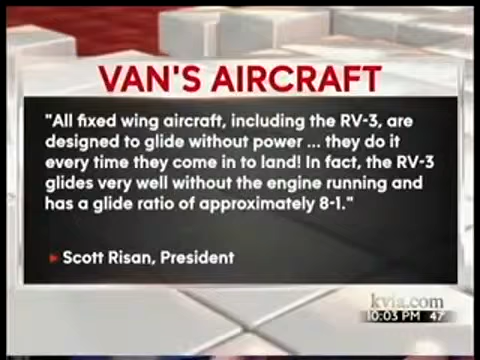 VAN'S AIRCRAFT
"All fixed wing aircraft, including the RV-3, are
designed to glide without power ... they do it
every time they come in to land! In fact, the RV-3
glides very well without the engine running and
has a glide ratio of approximately 8-1."
Scott Risan, President
kvia.com
10:03 PM 47°